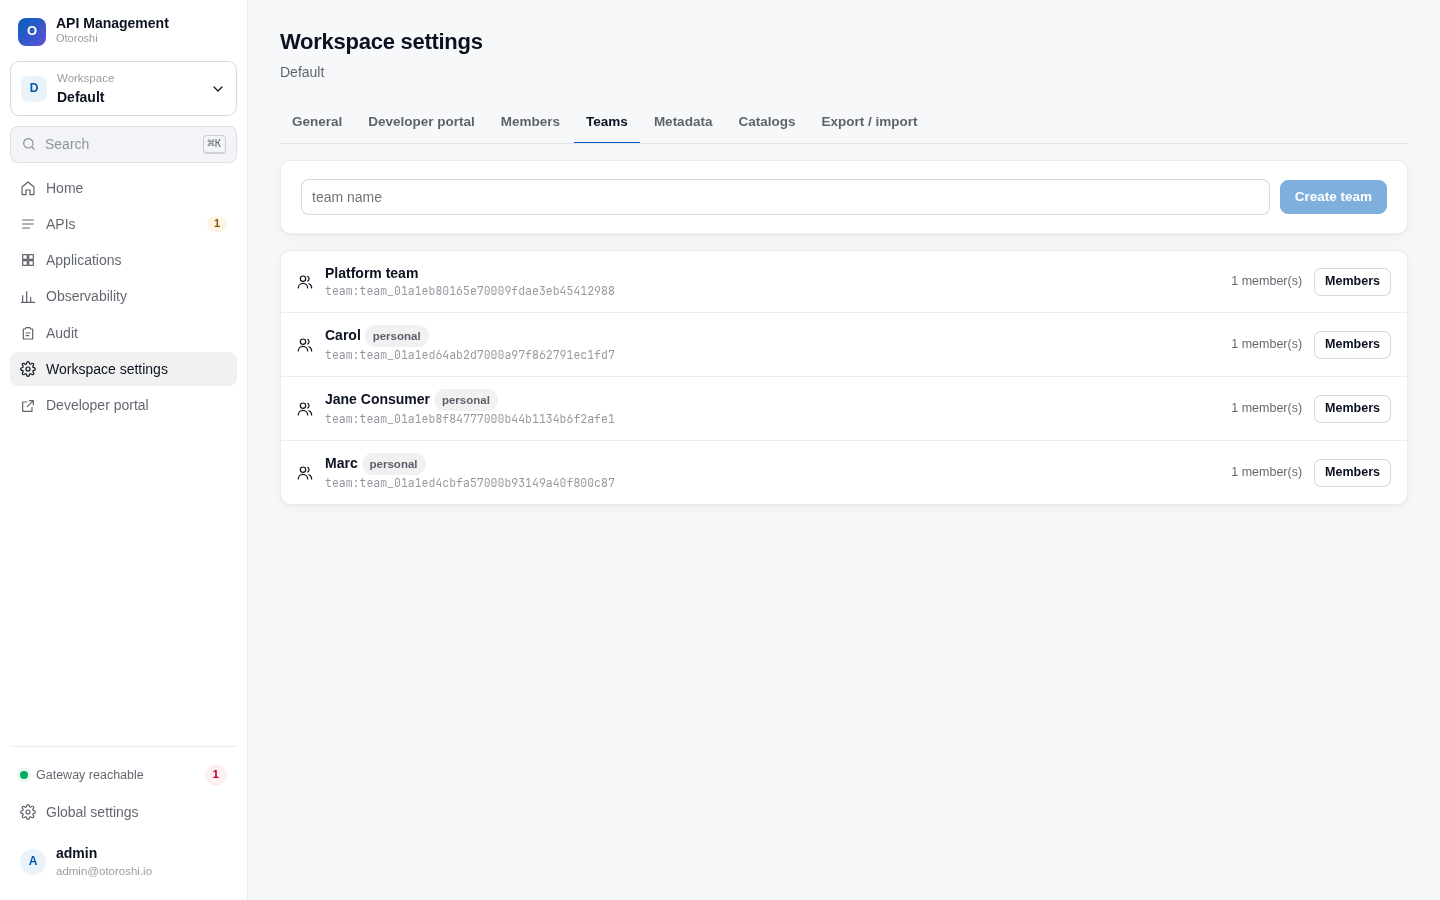 O
API Management
Otoroshi
D
Workspace
Default
Search
⌘K
Home
APIs
1
Applications
Observability
Audit
Workspace settings
Developer portal
Gateway reachable
1
Global settings
A
admin
admin@otoroshi.io
Workspace settings
Default
General
Developer portal
Members
Teams
Metadata
Catalogs
Export / import
team name
Create team
Platform team
team:team_01a1eb80165e70009fdae3eb45412988
1 member(s)
Members
Carol personal
team:team_01a1ed64ab2d7000a97f862791ec1fd7
1 member(s)
Members
Jane Consumer personal
team:team_01a1eb8f84777000b44b1134b6f2afe1
1 member(s)
Members
Marc personal
team:team_01a1ed4cbfa57000b93149a40f800c87
1 member(s)
Members